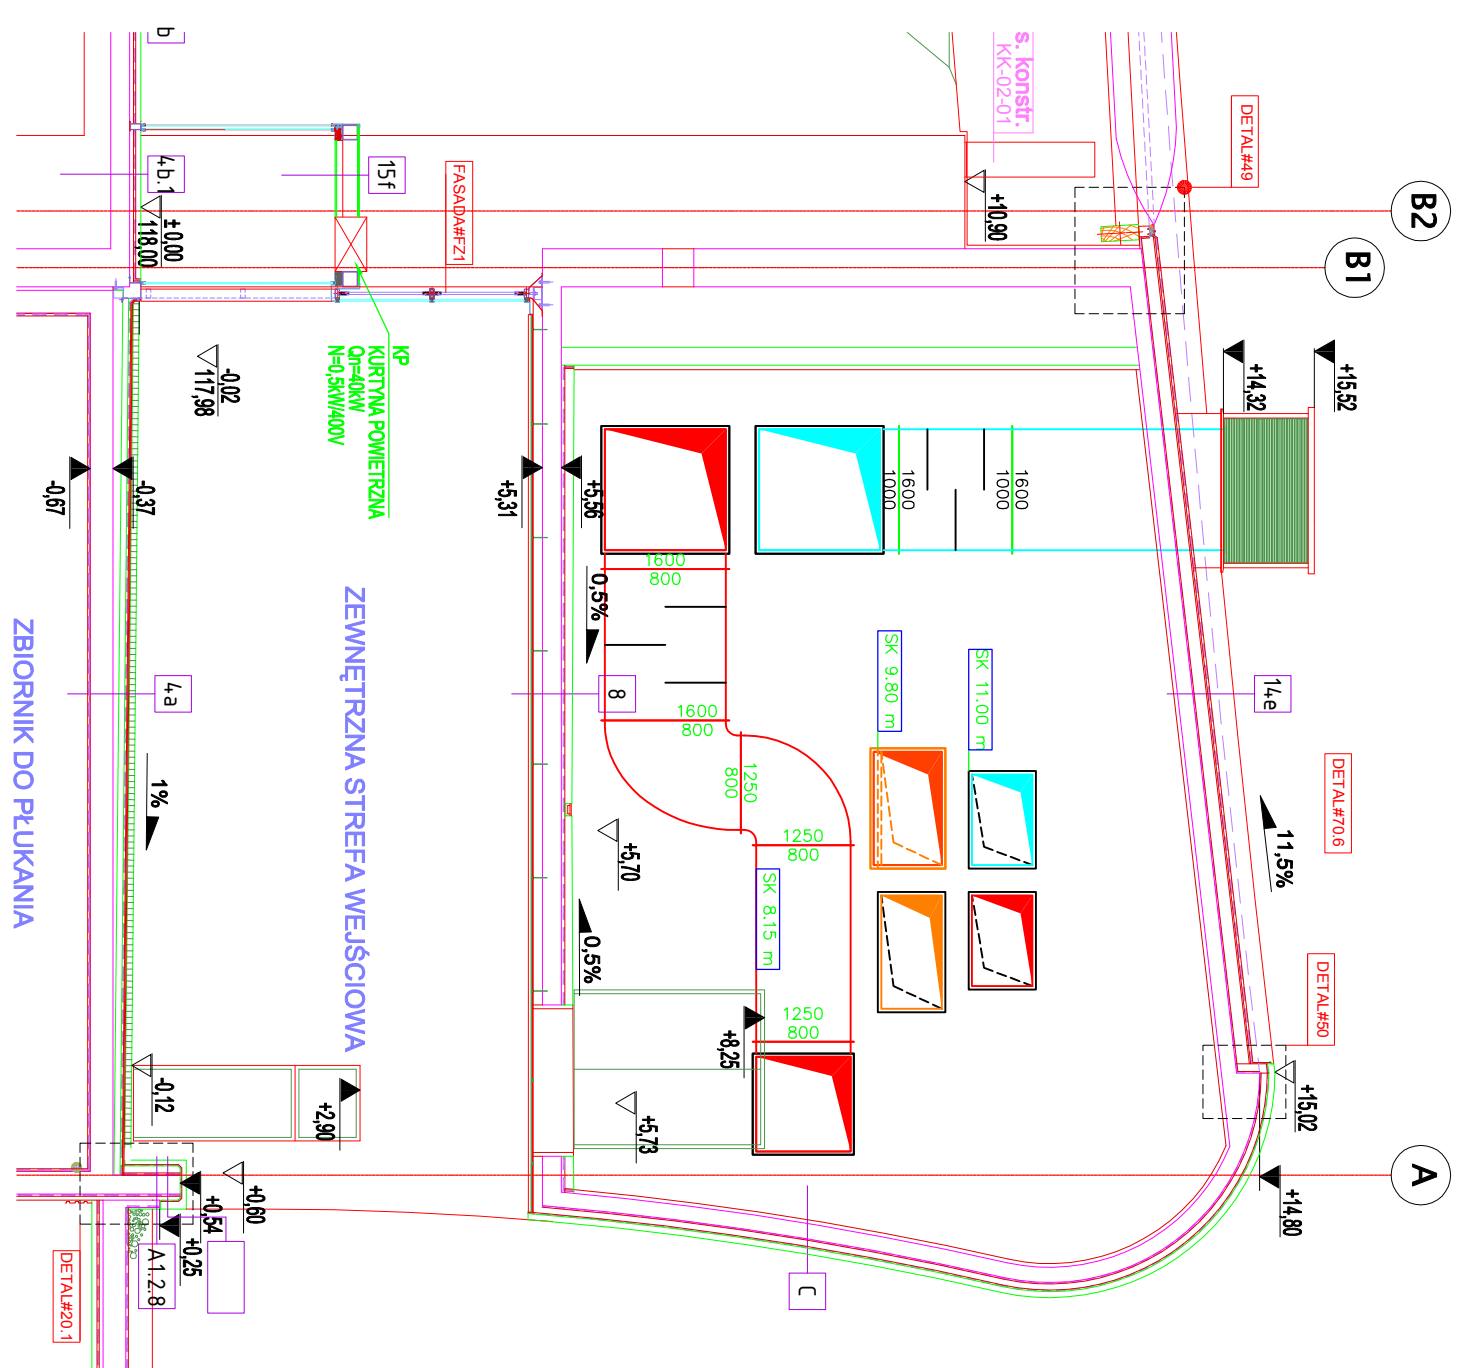 B2
B1
A
DETAL#49
s. konstr.
KK-02-01
+10,90
+15,52
+14,32
15f
4b.1
b
FASADA#FZ1
±0,00
118,00
-0,02
117,98
KP
KURTYNA POWIETRZNA
Qn=40kW
N=0,5kW/400V
+5,56
+5,31
-0,37
-0,67
1600
1000
1600
1000
1600
800
0,5%
1600
800
1250
800
1250
800
1250
800
SK 11.00 m
SK 9.80 m
SK 8.15 m
14e
8
4a
DETAL#70.6
11,5%
ZEWNĘTRZNA STREFA WEJŚCIOWA
ZBIORNIK DO PŁUKANIA
1%
+5,70
0,5%
+8,25
+5,73
DETAL#50
+15,02
+14,80
-0,12
+2,90
+0,60
+0,54
+0,25
A1.2.8
C
DETAL#20.1